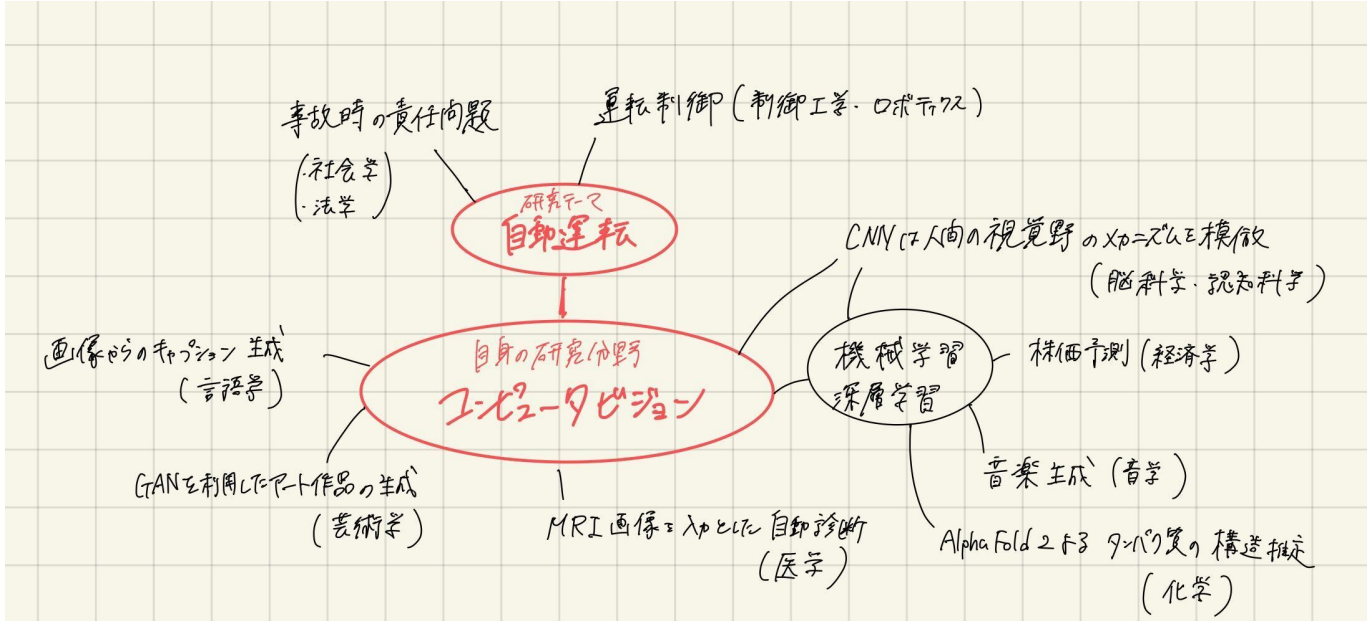 事故時の責任問題
(・社会学
・法学)
運転制御(制御工学・ロボティクス)
研究テーマ
自動運転
CNNは人間の視覚野のメカニズムを模倣
(脳科学・認知科学)
画像からのキャプション生成
(言語学)
自身の研究分野
コンピュータビジョン
機械学習
深層学習
株価予測(経済学)
GANを利用したアート作品の生成
(芸術学)
MRI画像を入力とした自動診断
(医学)
音楽生成(音学)
AlphaFold2よる タンパク質の構造推定
(化学)